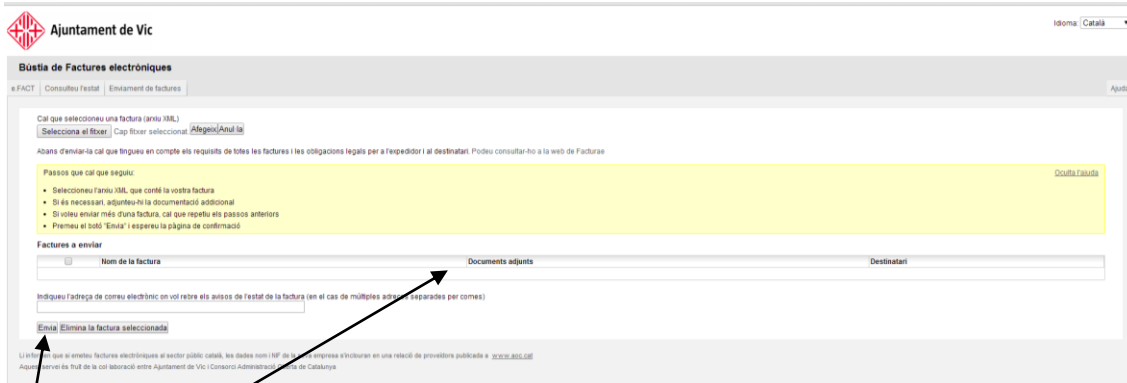 Ajuntament de Vic
Idioma: Català
Bústia de Factures electròniques
e.FACT Consulteu l'estat Enviament de factures Ajuda
Cal que seleccioneu una factura (arxiu XML)
Selecciona el fitxer Cap fitxer seleccionat Afegeix Anul·la
Abans d'enviar-la cal que tingueu en compte els requisits de totes les factures i les obligacions legals per a l'expedidor i al destinatari. Podeu consultar-ho a la web de Facturae
Passos que cal que seguiu: Oculta l'ajuda
• Seleccioneu l'arxiu XML que conté la vostra factura
• Si és necessari, adjunteu-hi la documentació addicional
• Si voleu enviar més d'una factura, cal que repetiu els passos anteriors
• Premeu el botó "Envia" i espereu la pàgina de confirmació
Factures a enviar
Nom de la factura Documents adjunts Destinatari
Indiqueu l'adreça de correu electrònic on vol rebre els avisos de l'estat de la factura (en el cas de múltiples adreces separades per comes)
Envia Elimina la factura seleccionada
Li informen que si emeteu factures electròniques al sector públic català, les dades nom i NIF de la empresa s'inclouran en una relació de proveïdors publicada a www.aoc.cat
Aquest servei és fruit de la col·laboració entre Ajuntament de Vic i Consorci Administració Oberta de Catalunya